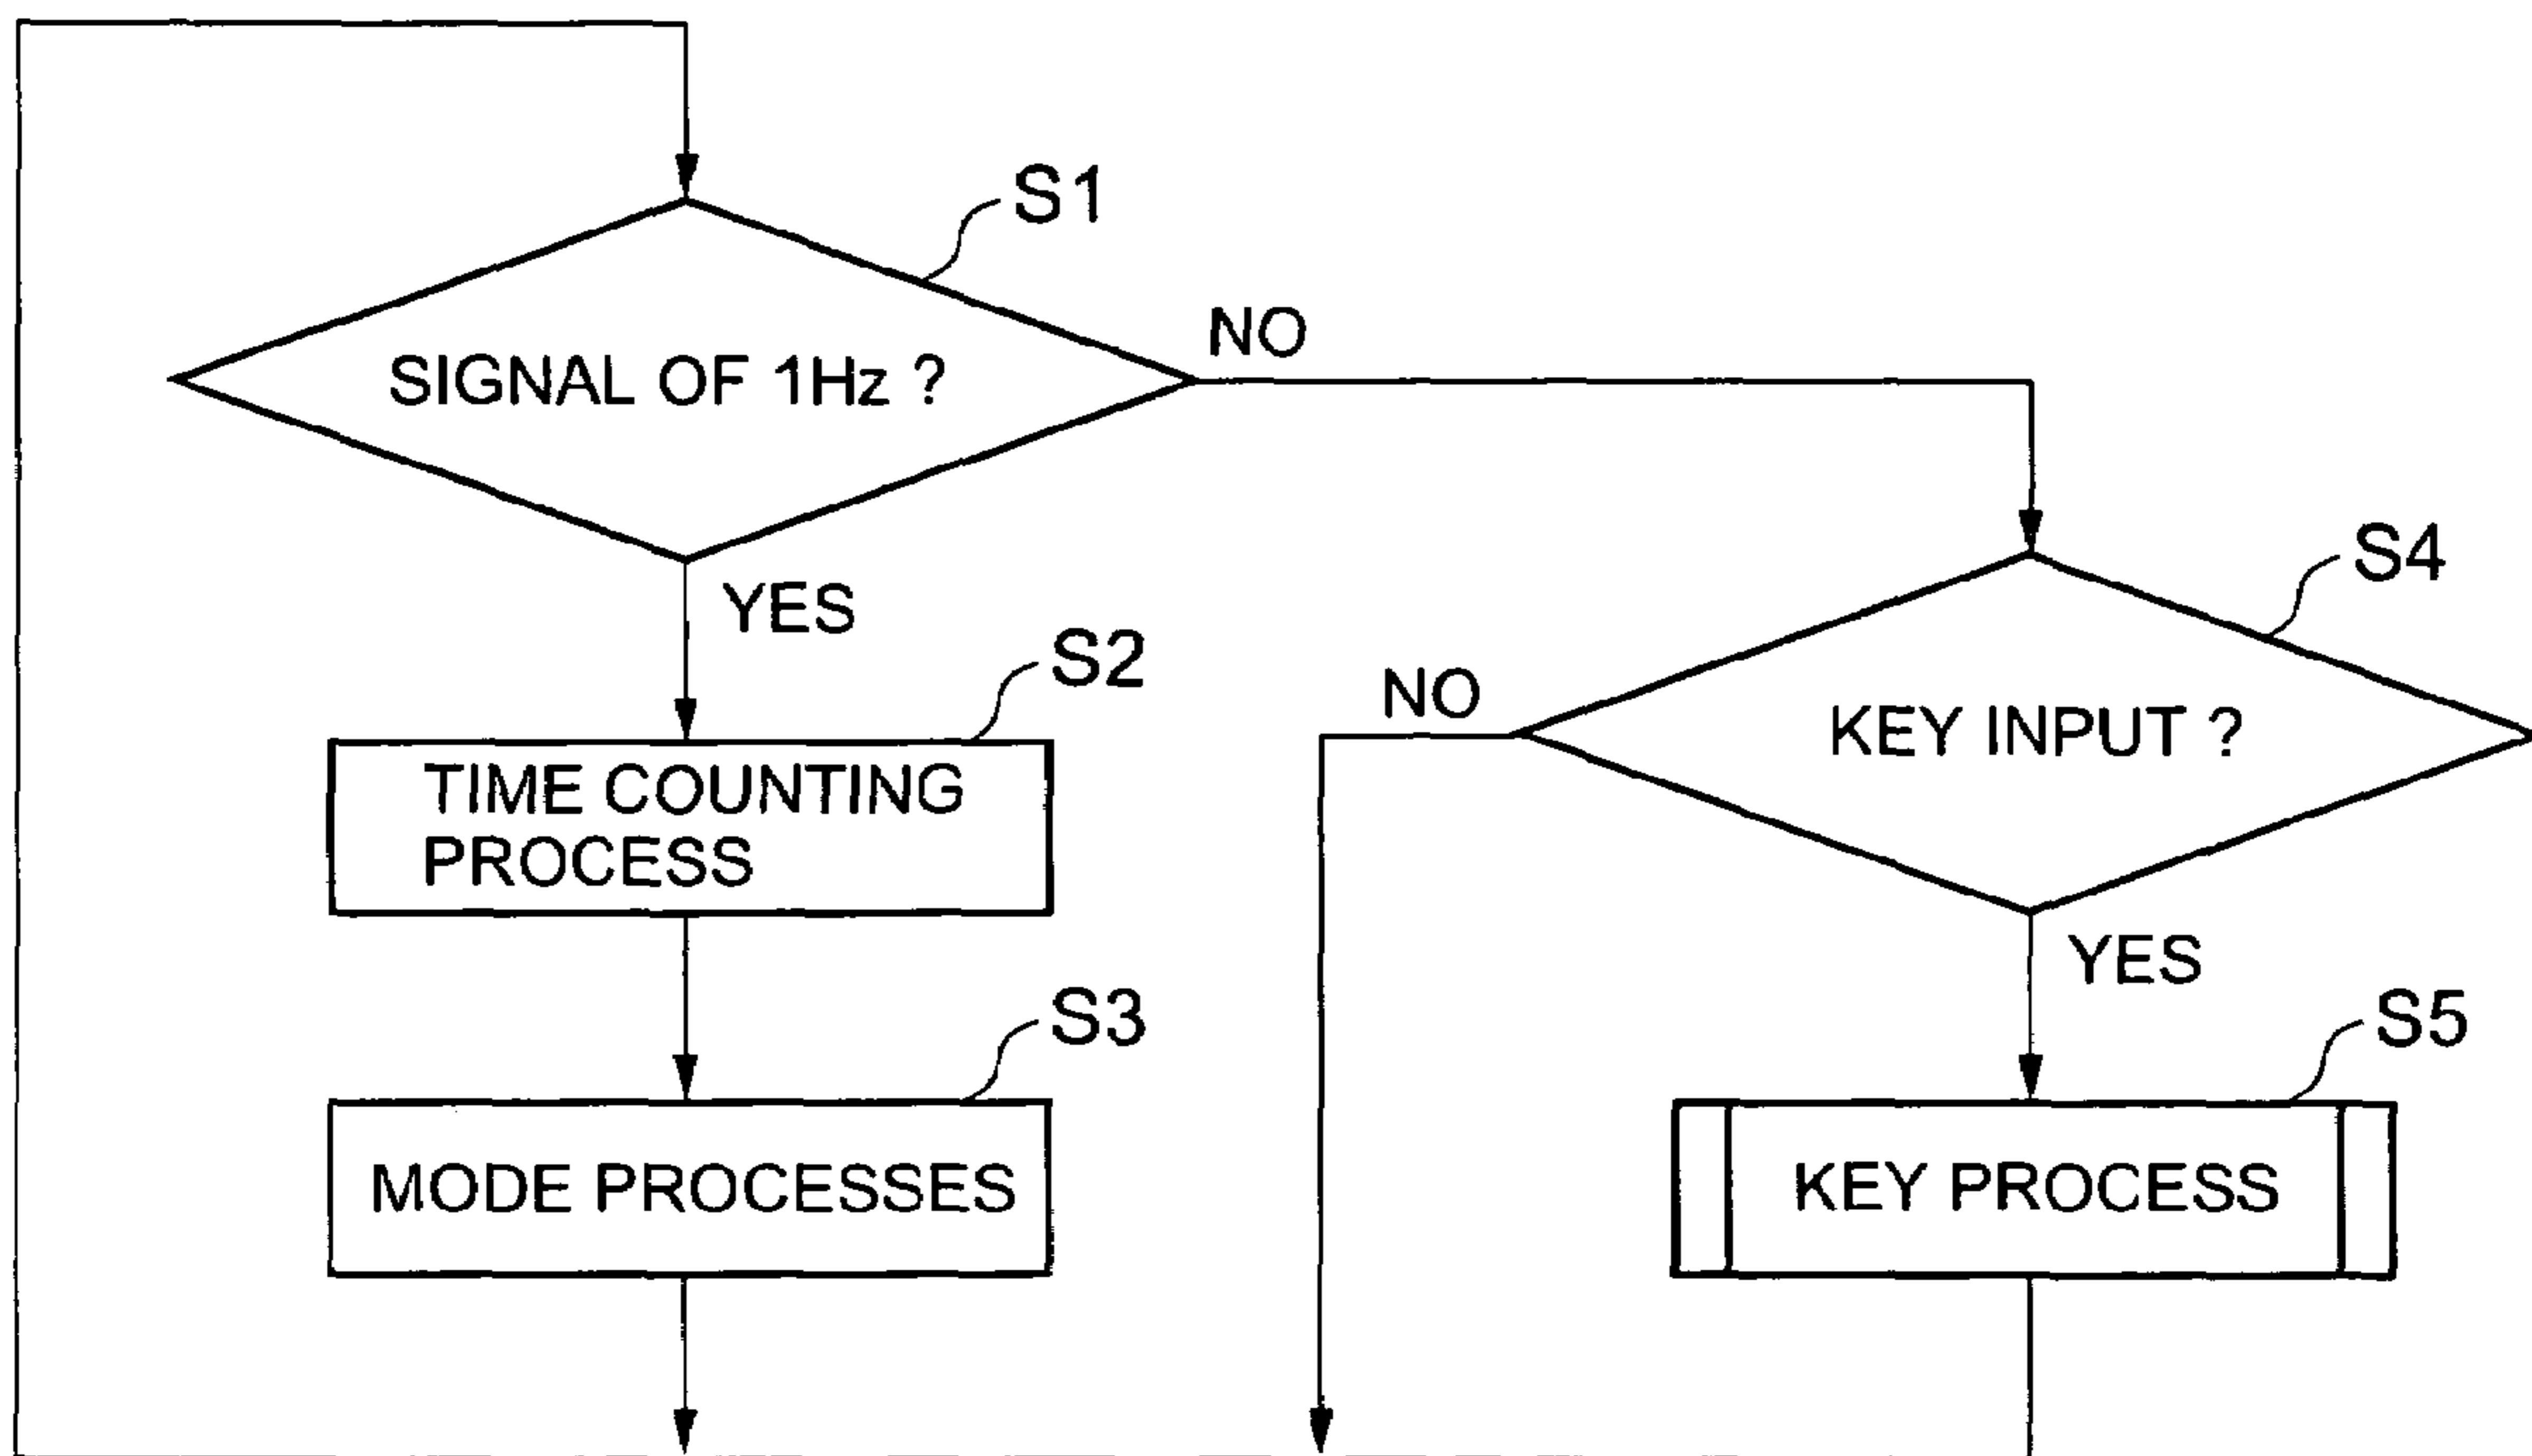 S1
SIGNAL OF 1Hz ?
NO
YES
S2
TIME COUNTING
PROCESS
S3
MODE PROCESSES
S4
KEY INPUT ?
NO
YES
S5
KEY PROCESS